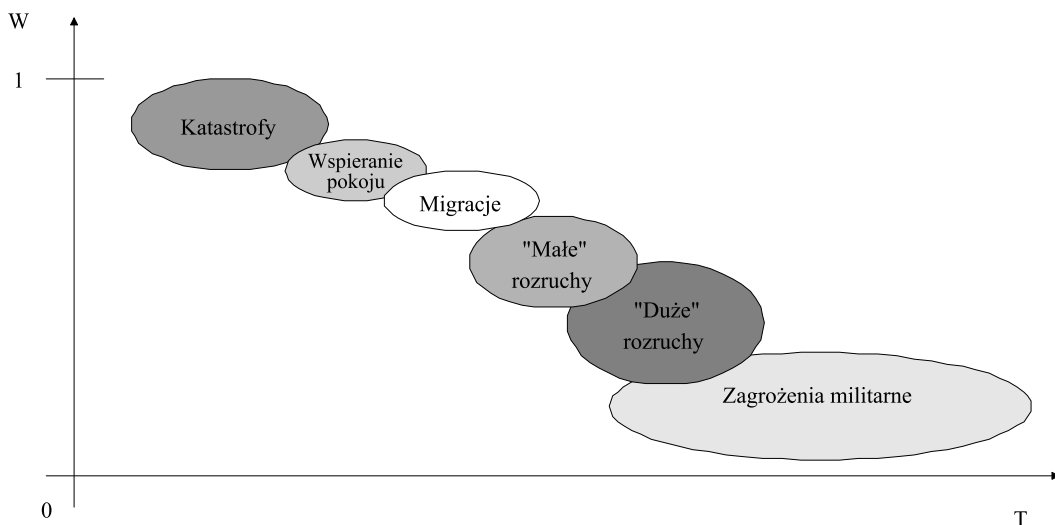 W
1
Katastrofy
Wspieranie
pokoju
Migracje
"Małe"
rozruchy
"Duże"
rozruchy
Zagrożenia militarne
0
T